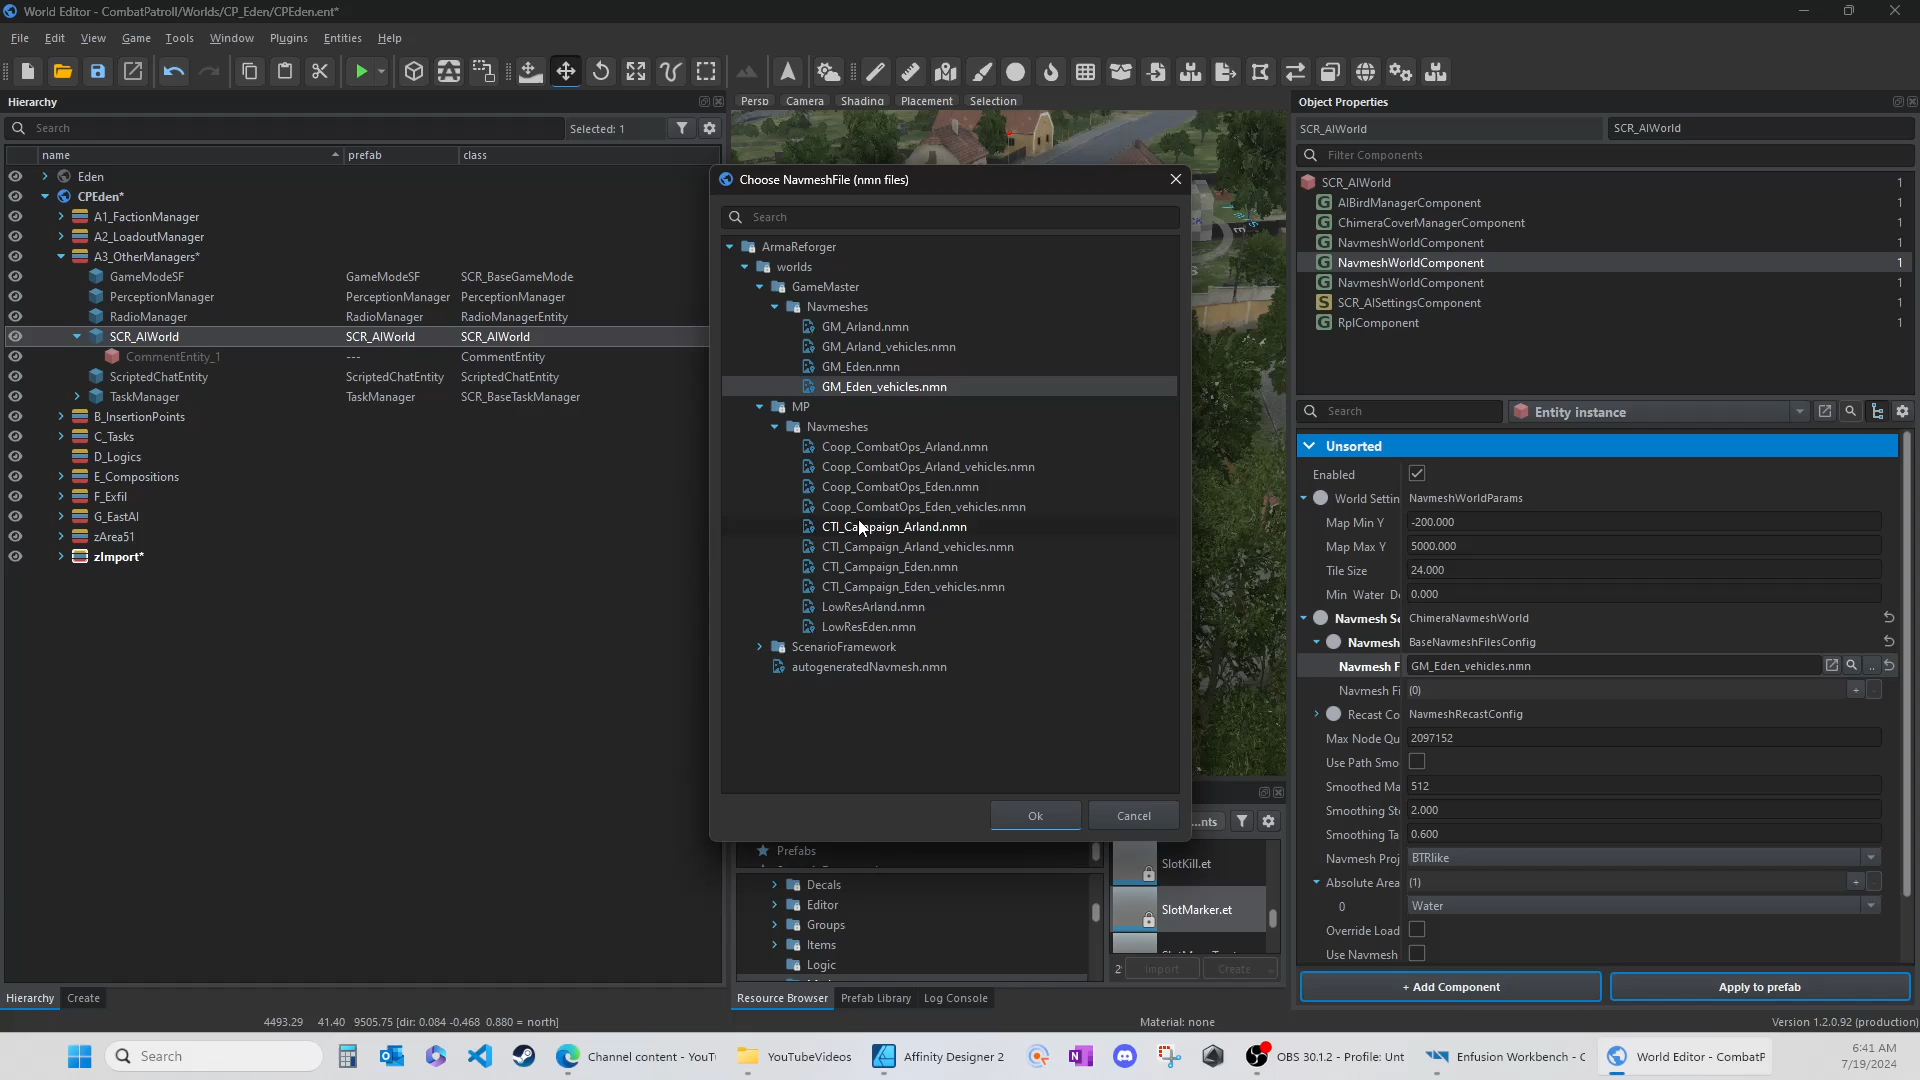 World Editor - CombatPatroll/Worlds/CP_Eden/CPEden.ent*
File Edit View Game Tools Window Plugins Entities Help
Hierarchy
Search
Selected: 1
name prefab class
Eden
CPEden*
A1_FactionManager
A2_LoadoutManager
A3_OtherManagers*
GameModeSF GameModeSF SCR_BaseGameMode
PerceptionManager PerceptionManager PerceptionManager
RadioManager RadioManager RadioManagerEntity
SCR_AIWorld SCR_AIWorld SCR_AIWorld
CommentEntity_1 --- CommentEntity
ScriptedChatEntity ScriptedChatEntity ScriptedChatEntity
TaskManager TaskManager SCR_BaseTaskManager
B_InsertionPoints
C_Tasks
D_Logics
E_Compositions
F_Exfil
G_EastAI
zArea51
zImport*
Hierarchy Create
Persp Camera Shading Placement Selection
Choose NavmeshFile (nmn files)
Search
ArmaReforger
worlds
GameMaster
Navmeshes
GM_Arland.nmn
GM_Arland_vehicles.nmn
GM_Eden.nmn
GM_Eden_vehicles.nmn
MP
Navmeshes
Coop_CombatOps_Arland.nmn
Coop_CombatOps_Arland_vehicles.nmn
Coop_CombatOps_Eden.nmn
Coop_CombatOps_Eden_vehicles.nmn
CTI_Campaign_Arland.nmn
CTI_Campaign_Arland_vehicles.nmn
CTI_Campaign_Eden.nmn
CTI_Campaign_Eden_vehicles.nmn
LowResArland.nmn
LowResEden.nmn
ScenarioFramework
autogeneratedNavmesh.nmn
Ok Cancel
...nts
Prefabs
Decals
Editor
Groups
Items
Logic
SlotKill.et
SlotMarker.et
2 Import Create
Resource Browser Prefab Library Log Console
Object Properties
SCR_AIWorld SCR_AIWorld
Filter Components
SCR_AIWorld 1
AIBirdManagerComponent 1
ChimeraCoverManagerComponent 1
NavmeshWorldComponent 1
NavmeshWorldComponent 1
NavmeshWorldComponent 1
SCR_AISettingsComponent 1
RplComponent 1
Search
Entity instance
Unsorted
Enabled
World Settin NavmeshWorldParams
Map Min Y -200.000
Map Max Y 5000.000
Tile Size 24.000
Min Water De 0.000
Navmesh Se ChimeraNavmeshWorld
Navmesh BaseNavmeshFilesConfig
Navmesh F GM_Eden_vehicles.nmn ..
Navmesh Fi (0) + -
Recast Co NavmeshRecastConfig
Max Node Qu 2097152
Use Path Smo
Smoothed Ma 512
Smoothing Ste 2.000
Smoothing Ta 0.600
Navmesh Proj BTRlike
Absolute Area (1) + -
0 Water
Override Load
Use Navmesh
+ Add Component Apply to prefab
4493.29 41.40 9505.75 [dir: 0.084 -0.468 0.880 = north]
Material: none
Version 1.2.0.92 (production)
Search
Channel content - YouT
YouTubeVideos
Affinity Designer 2
OBS 30.1.2 - Profile: Unt
Enfusion Workbench - C
World Editor - CombatP
6:41 AM
7/19/2024